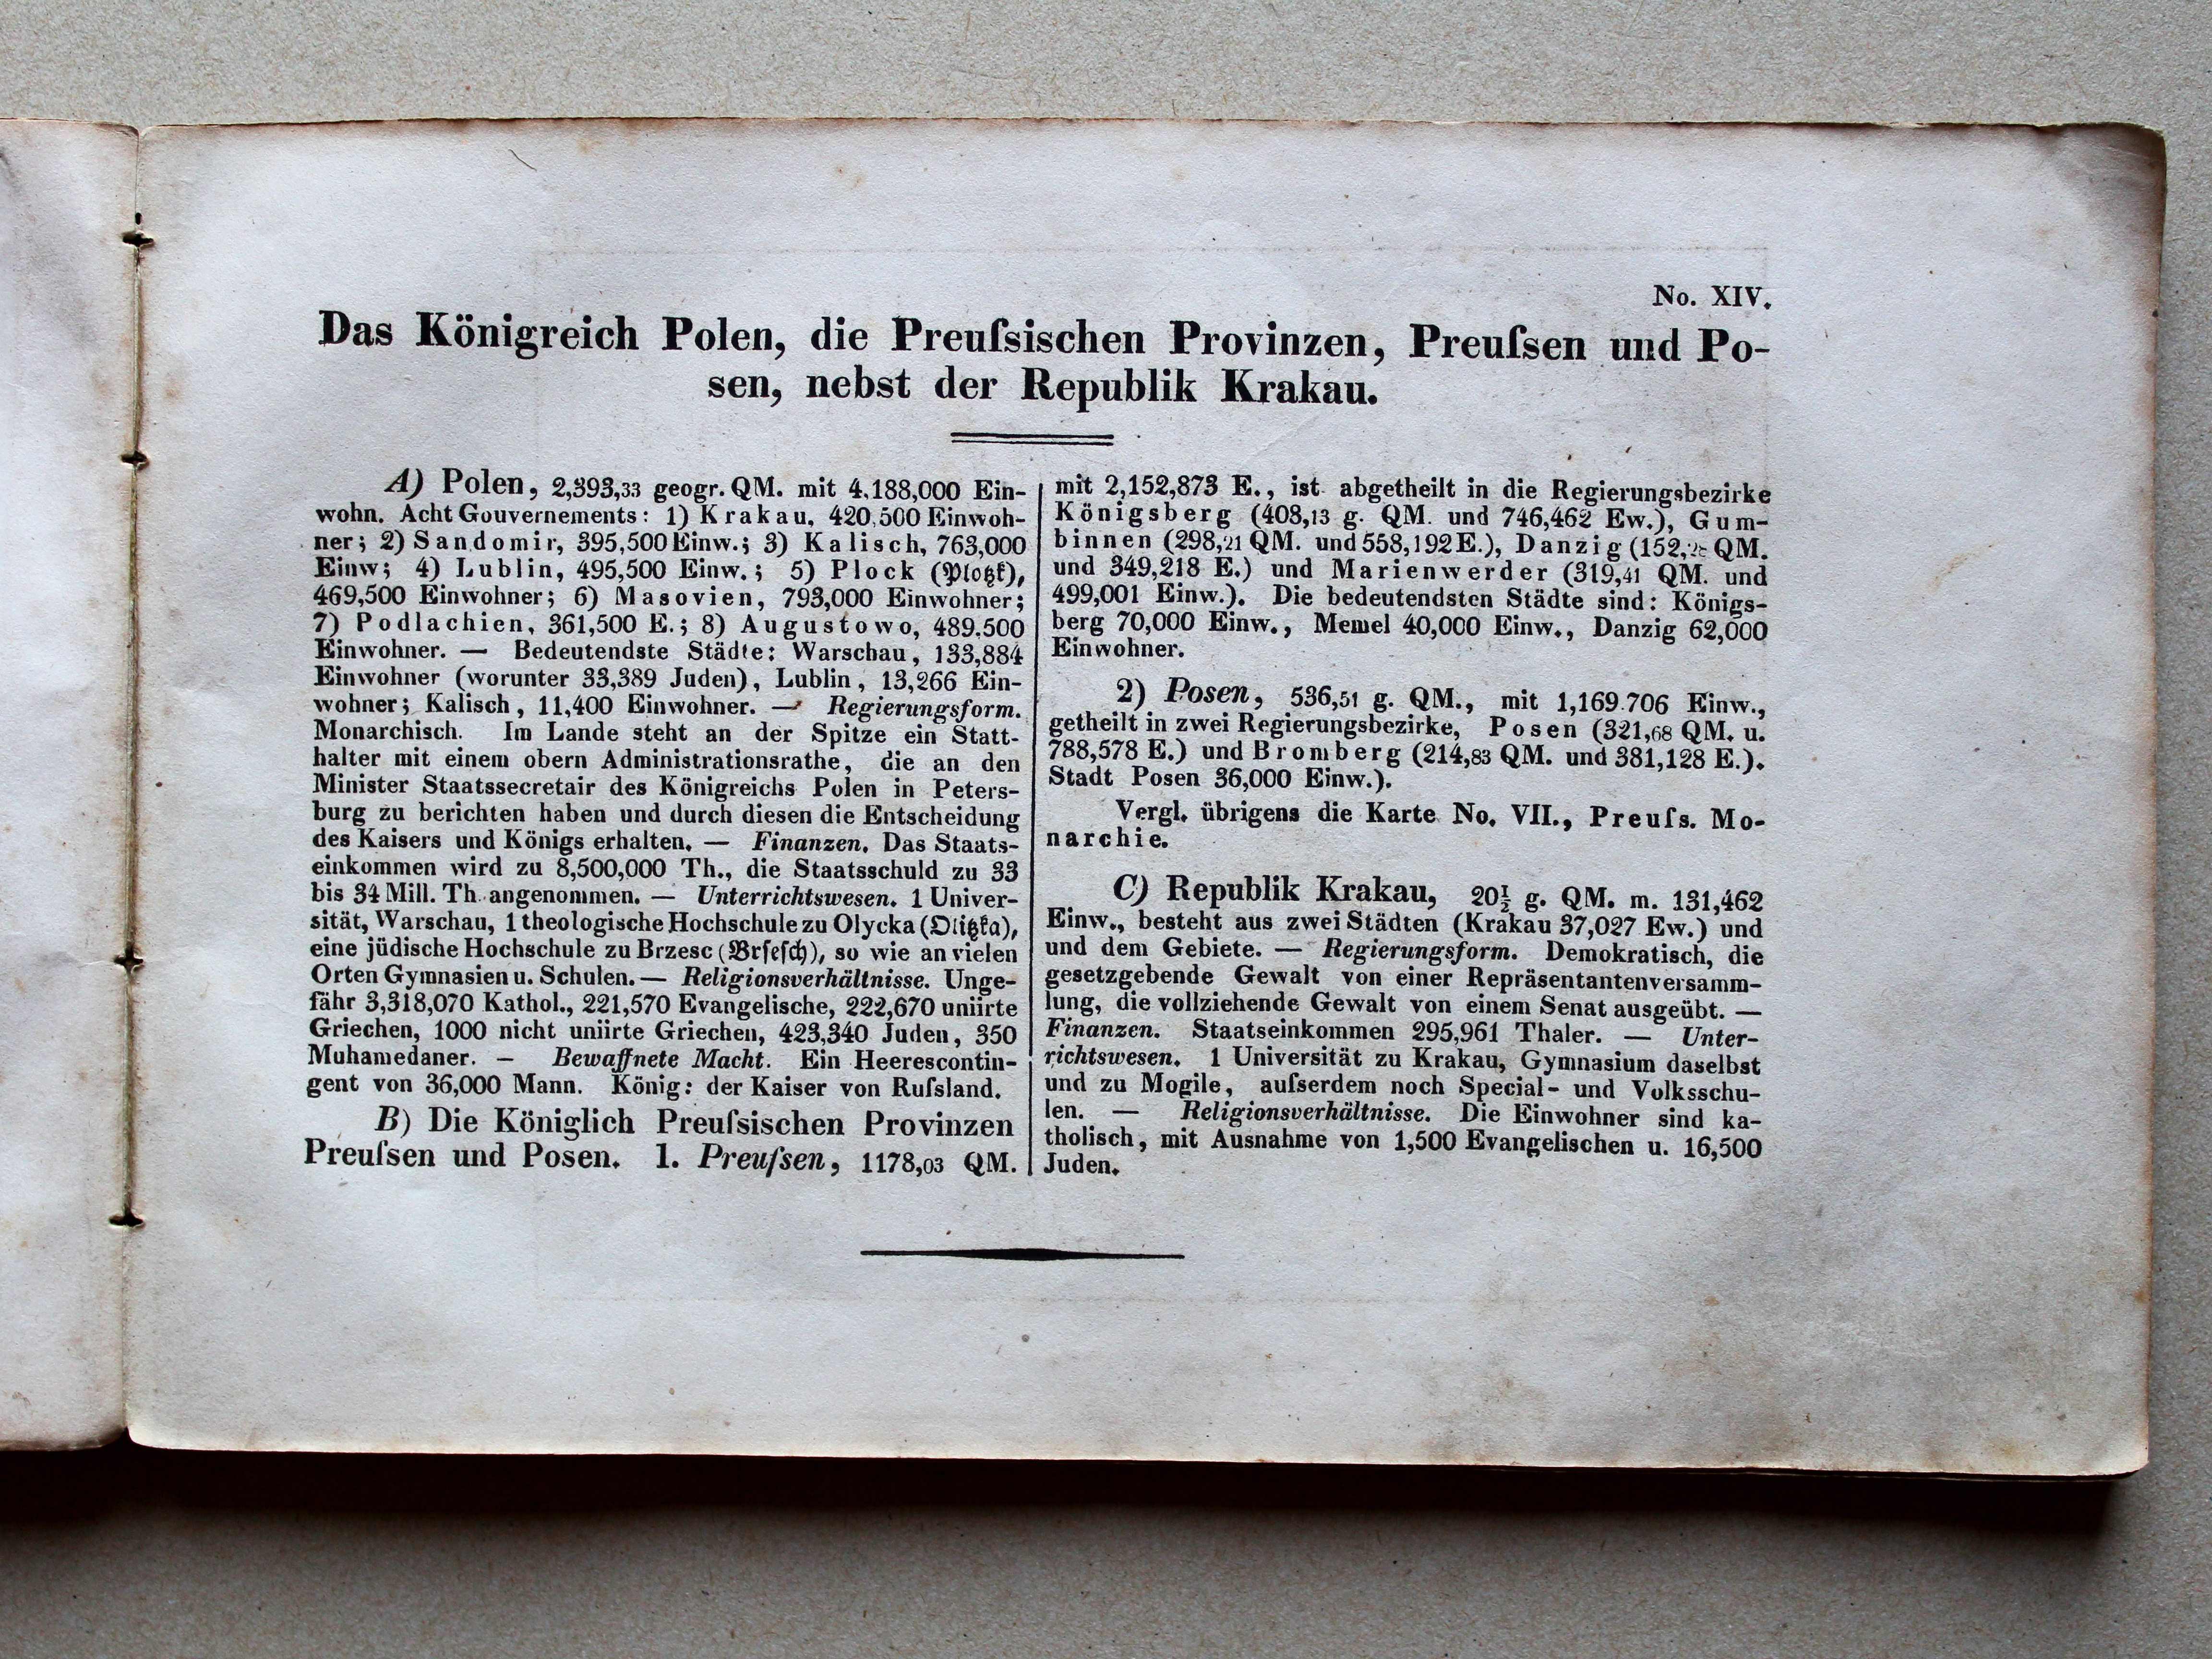 No. XIV.
Das Königreich Polen, die Preuſsischen Provinzen, Preuſsen und Po-
sen, nebst der Republik Krakau.
A) Polen, 2,393,33 geogr. QM. mit 4,188,000 Ein-
wohn. Acht Gouvernements: 1) Krakau, 420,500 Einwoh-
ner; 2) Sandomir, 395,500 Einw.; 3) Kalisch, 763,000
Einw; 4) Lublin, 495,500 Einw.; 5) Plock (Plotzk),
469,500 Einwohner; 6) Masovien, 793,000 Einwohner;
7) Podlachien, 361,500 E.; 8) Augustowo, 489,500
Einwohner. — Bedeutendste Städte: Warschau, 133,884
Einwohner (worunter 33,389 Juden), Lublin, 13,266 Ein-
wohner; Kalisch, 11,400 Einwohner. — Regierungsform.
Monarchisch. Im Lande steht an der Spitze ein Statt-
halter mit einem obern Administrationsrathe, die an den
Minister Staatssecretair des Königreichs Polen in Peters-
burg zu berichten haben und durch diesen die Entscheidung
des Kaisers und Königs erhalten. — Finanzen. Das Staats-
einkommen wird zu 8,500,000 Th., die Staatsschuld zu 33
bis 34 Mill. Th. angenommen. — Unterrichtswesen. 1 Univer-
sität, Warschau, 1 theologische Hochschule zu Olycka (Olitzka),
eine jüdische Hochschule zu Brzesc (Brſeſch), so wie an vielen
Orten Gymnasien u. Schulen. — Religionsverhältnisse. Unge-
fähr 3,318,070 Kathol., 221,570 Evangelische, 222,670 uniirte
Griechen, 1000 nicht uniirte Griechen, 423,340 Juden, 350
Muhamedaner. — Bewaffnete Macht. Ein Heerescontin-
gent von 36,000 Mann. König: der Kaiser von Ruſsland.
B) Die Königlich Preuſsischen Provinzen
Preuſsen und Posen. 1. Preuſsen, 1178,03 QM.
mit 2,152,873 E., ist abgetheilt in die Regierungsbezirke
Königsberg (408,13 g. QM. und 746,462 Ew.), Gum-
binnen (298,21 QM. und 558,192 E.), Danzig (152, QM.
und 349,218 E.) und Marienwerder (319,41 QM. und
499,001 Einw.). Die bedeutendsten Städte sind: Königs-
berg 70,000 Einw., Memel 40,000 Einw., Danzig 62,000
Einwohner.
2) Posen, 536,51 g. QM., mit 1,169.706 Einw.,
getheilt in zwei Regierungsbezirke, Posen (321,68 QM. u.
788,578 E.) und Bromberg (214,83 QM. und 381,128 E.).
Stadt Posen 36,000 Einw.).
Vergl. übrigens die Karte No. VII., Preuſs. Mo-
narchie.
C) Republik Krakau, 20½ g. QM. m. 131,462
Einw., besteht aus zwei Städten (Krakau 37,027 Ew.) und
und dem Gebiete. — Regierungsform. Demokratisch, die
gesetzgebende Gewalt von einer Repräsentantenversamm-
lung, die vollziehende Gewalt von einem Senat ausgeübt. —
Finanzen. Staatseinkommen 295,961 Thaler. — Unter-
richtswesen. 1 Universität zu Krakau, Gymnasium daselbst
und zu Mogile, auſserdem noch Special- und Volksschu-
len. — Religionsverhältnisse. Die Einwohner sind ka-
tholisch, mit Ausnahme von 1,500 Evangelischen u. 16,500
Juden.